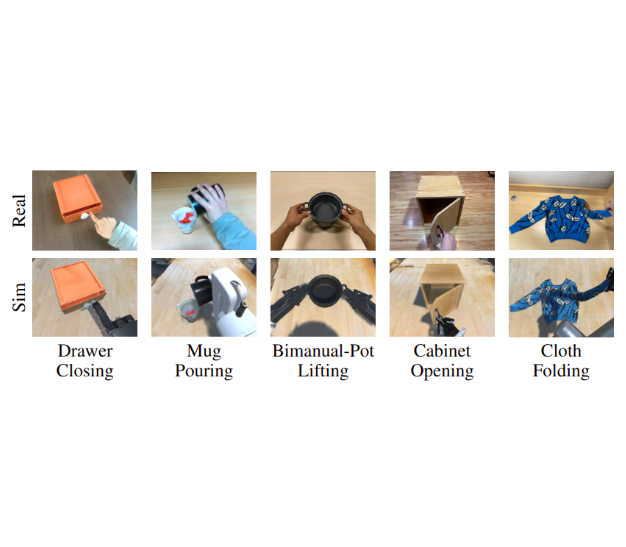 Real
Sim
Drawer
Closing
Mug
Pouring
Bimanual-Pot
Lifting
Cabinet
Opening
Cloth
Folding